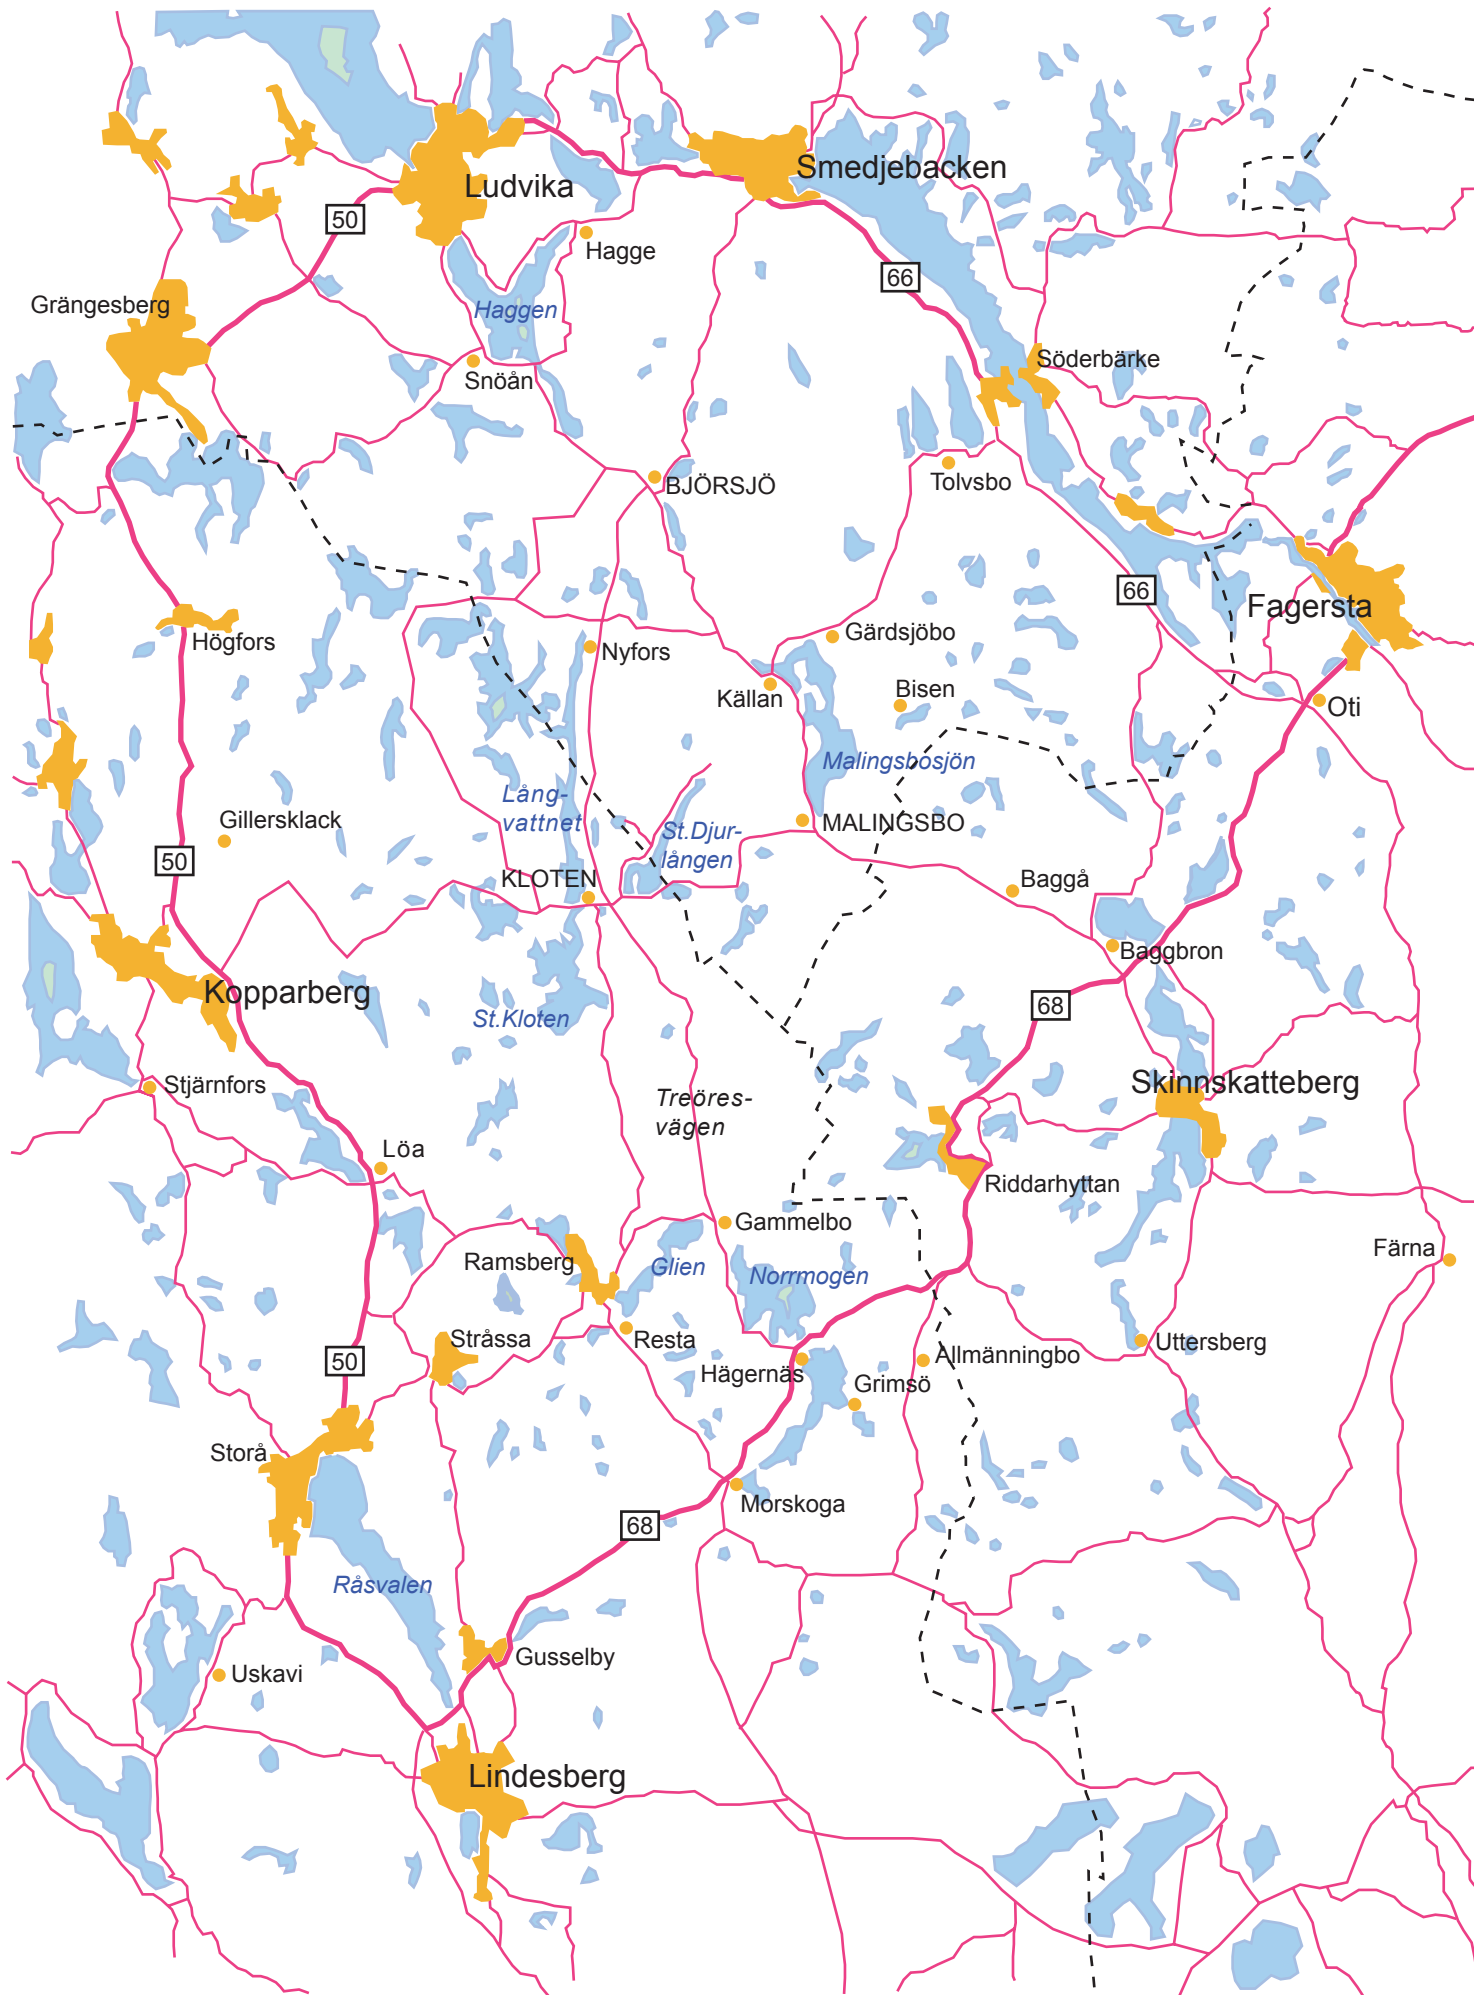 Smedjebacken
Ludvika
50
Hagge
66
Grängesberg
Haggen
Söderbärke
Snöån
Tolvsbo
BJÖRSJÖ
66
Fagersta
Högfors
Gärdsjöbo
Nyfors
Källan
Bisen
Oti
Malingsbosjön
Lång-
vattnet
Gillersklack
St.Djur-
lången
MALINGSBO
50
KLOTEN
Baggå
Baggbron
Kopparberg
68
St.Kloten
Stjärnfors
Skinnskatteberg
Treöres-
vägen
Löa
Riddarhyttan
Gammelbo
Färna
Ramsberg
Glien
Norrmogen
Stråssa
Resta
Uttersberg
50
Hägernäs
Allmänningbo
Grimsö
Storå
Morskoga
68
Råsvalen
Gusselby
Uskavi
Lindesberg